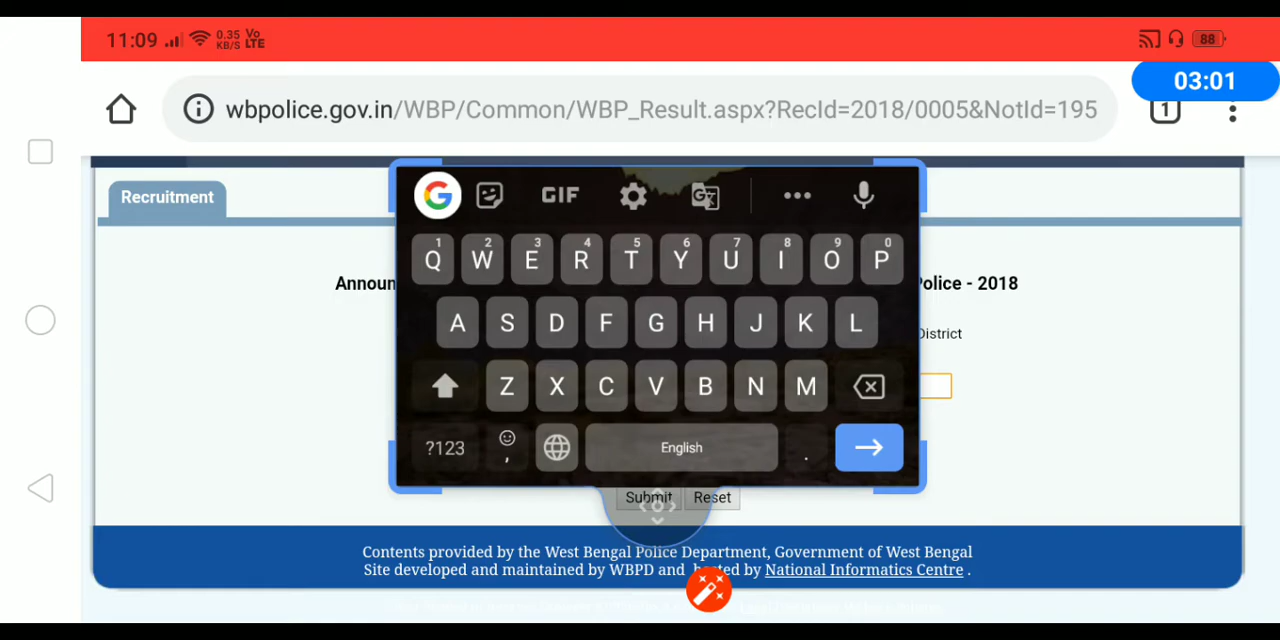 11:09 0.35 KB/S Vo LTE 88
03:01
wbpolice.gov.in/WBP/Common/WBP_Result.aspx?RecId=2018/0005&NotId=195 1
Recruitment
GIF
1 2 3 4 5 6 7 8 9 0
Q W E R T Y U I O P
Announ olice - 2018
A S D F G H J K L
District
Z X C V B N M
?123 , English .
Submit Reset
Contents provided by the West Bengal Police Department, Government of West Bengal
Site developed and maintained by WBPD and hosted by National Informatics Centre .